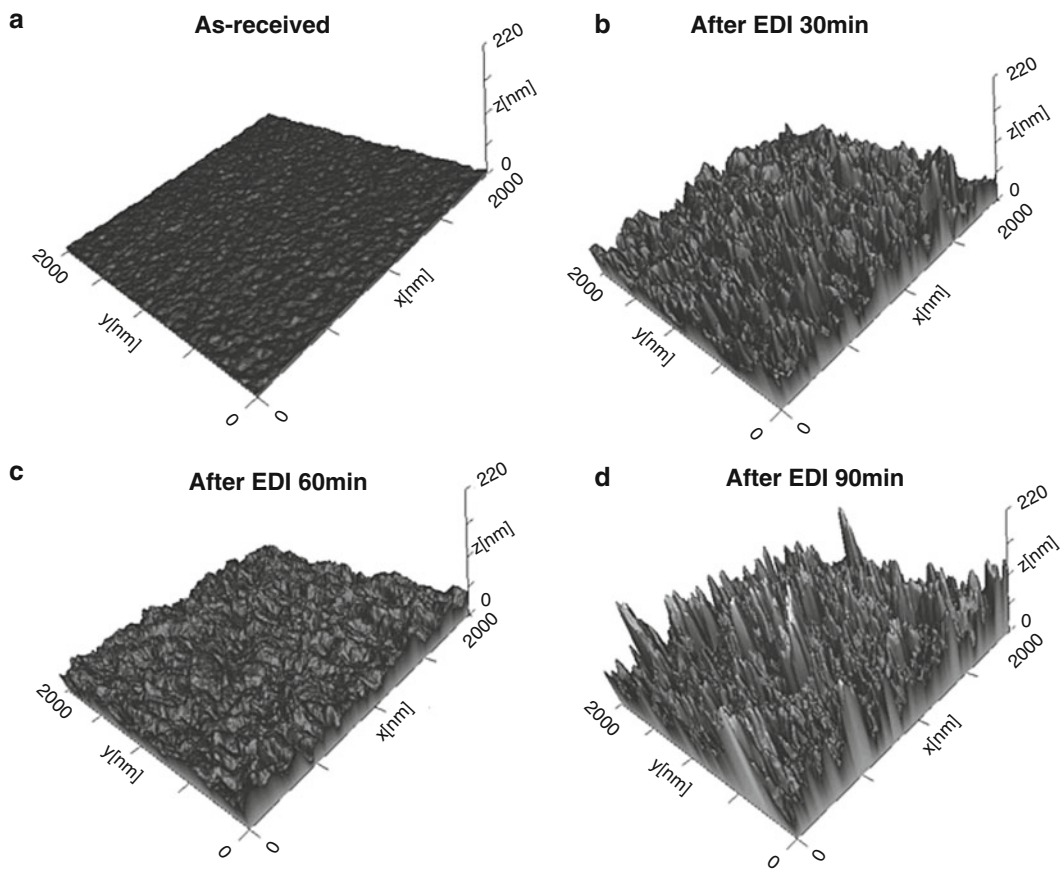 a
As-received
220
z[nm]
0
2000
x[nm]
2000
y[nm]
0
0
b
After EDI 30min
220
z[nm]
0
2000
x[nm]
2000
y[nm]
0
0
c
After EDI 60min
220
z[nm]
0
2000
x[nm]
2000
y[nm]
0
0
d
After EDI 90min
220
z[nm]
0
2000
x[nm]
2000
y[nm]
0
0